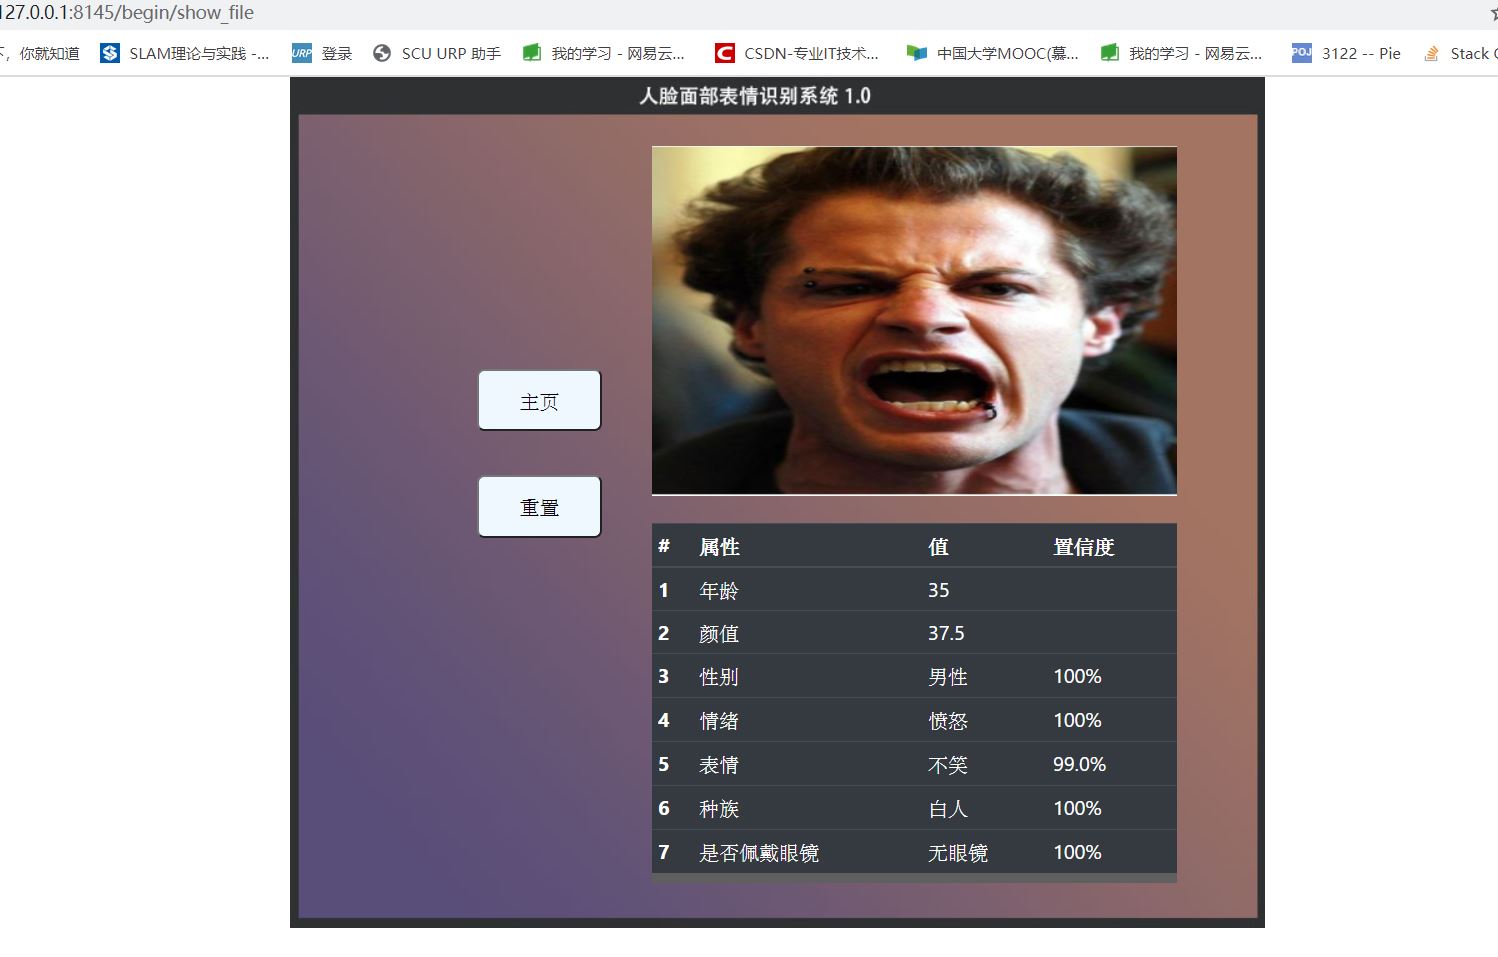 127.0.0.1:8145/begin/show_file
下，你就知道 SLAM理论与实践 -... URP 登录 SCU URP 助手 我的学习 - 网易云... C CSDN-专业IT技术... 中国大学MOOC(慕... 我的学习 - 网易云... POJ 3122 -- Pie Stack
人脸面部表情识别系统 1.0
主页
重置
# 属性 值 置信度
1 年龄 35
2 颜值 37.5
3 性别 男性 100%
4 情绪 愤怒 100%
5 表情 不笑 99.0%
6 种族 白人 100%
7 是否佩戴眼镜 无眼镜 100%